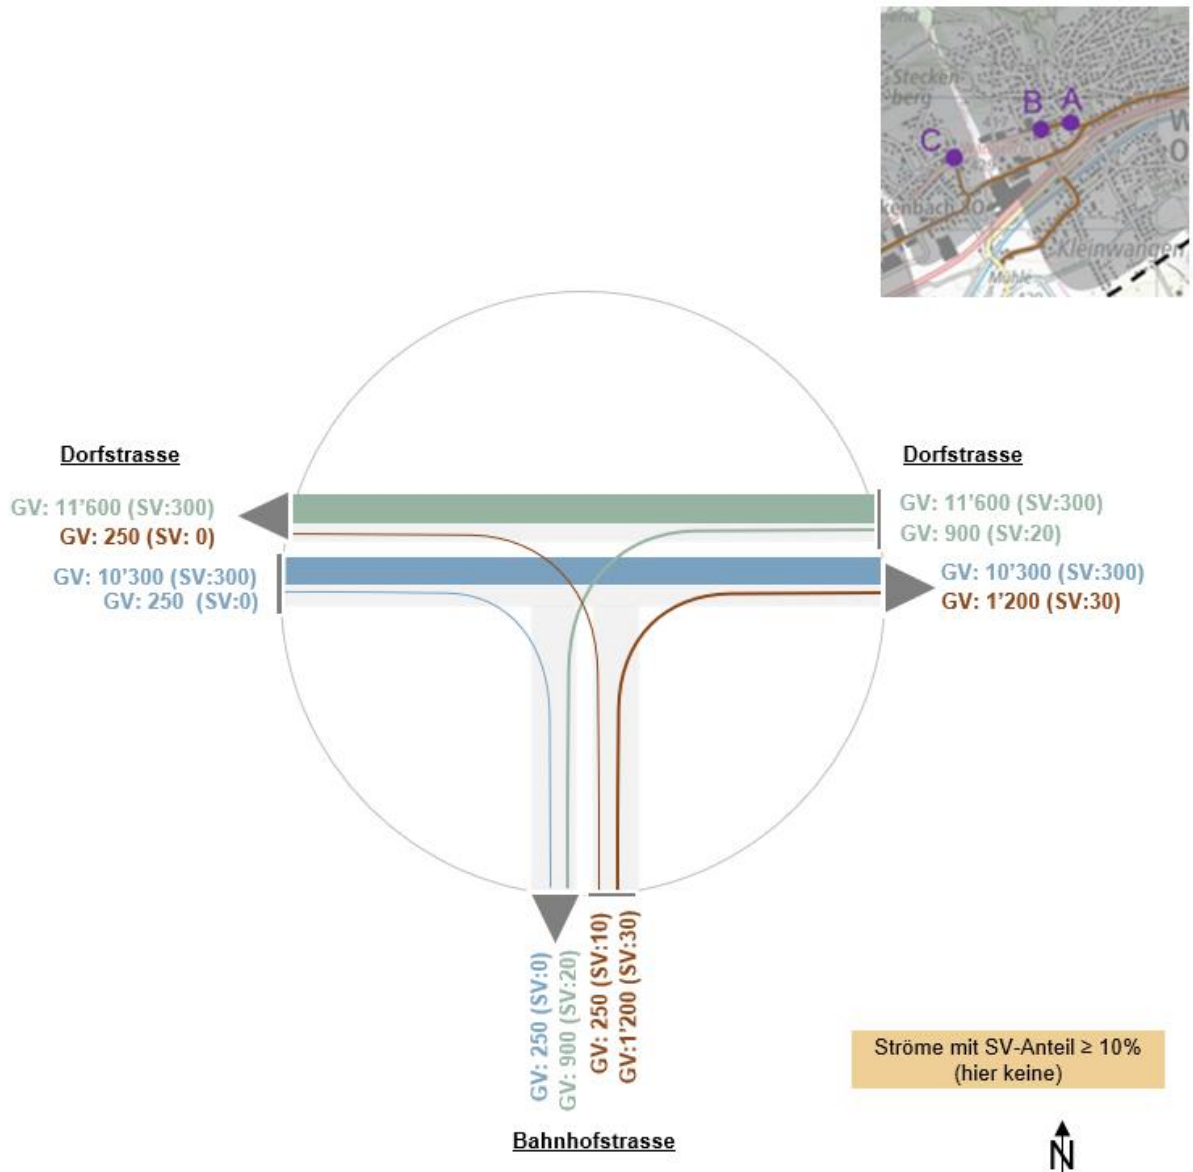 Stecken-
berg
B A
C
W
O
kenbach SO
Kleinwangen
Mühle
Dorfstrasse
GV: 11’600 (SV:300)
GV: 250 (SV: 0)
GV: 10’300 (SV:300)
GV: 250 (SV:0)
Dorfstrasse
GV: 11’600 (SV:300)
GV: 900 (SV:20)
GV: 10’300 (SV:300)
GV: 1’200 (SV:30)
GV: 250 (SV:0)
GV: 900 (SV:20)
GV: 250 (SV:10)
GV:1’200 (SV:30)
Bahnhofstrasse
Ströme mit SV-Anteil ≥ 10%
(hier keine)
N